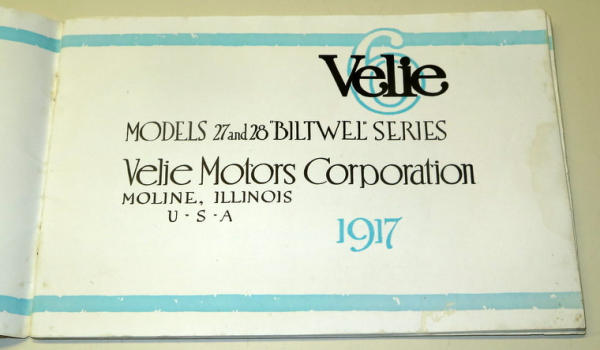 Velie
6
MODELS 27 and 28 "BILTWEL" SERIES
Velie Motors Corporation
MOLINE, ILLINOIS
U - S - A
1917